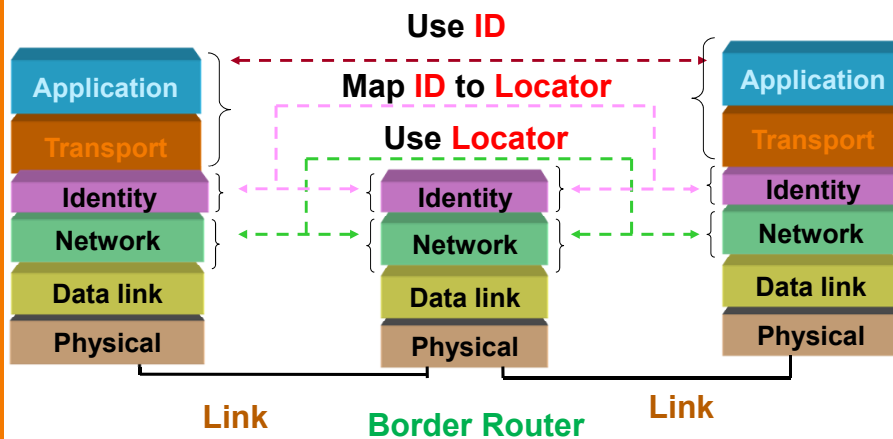 Use ID
Application
Map ID to Locator
Application
Transport
Use Locator
Transport
Identity
Identity
Identity
Network
Network
Network
Data link
Data link
Data link
Physical
Physical
Physical
Link
Border Router
Link